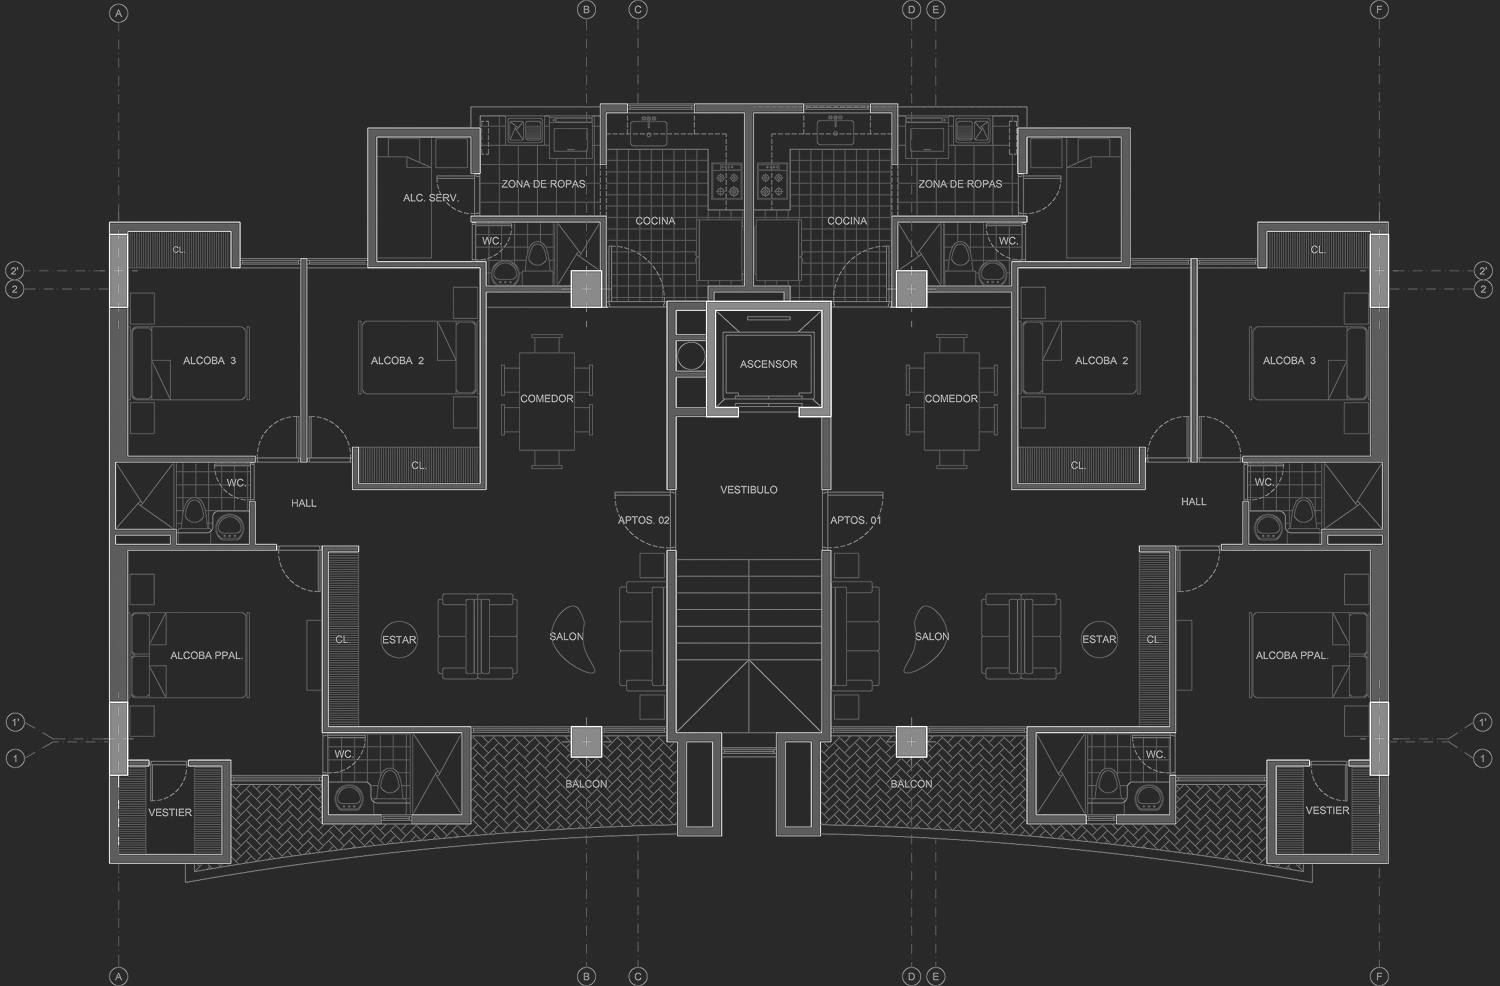 A B C D E F
ZONA DE ROPAS ZONA DE ROPAS
ALC. SERV.
COCINA COCINA
WC. WC.
CL. CL.
2' 2'
2 2
ALCOBA 3 ALCOBA 2 ASCENSOR ALCOBA 2 ALCOBA 3
COMEDOR COMEDOR
CL. CL.
WC. WC.
VESTIBULO
HALL HALL
APTOS. 02 APTOS. 01
CL. ESTAR SALON SALON ESTAR CL.
ALCOBA PPAL. ALCOBA PPAL.
1' 1'
WC. WC.
1 1
BALCON BALCON
VESTIER VESTIER
A B C D E F